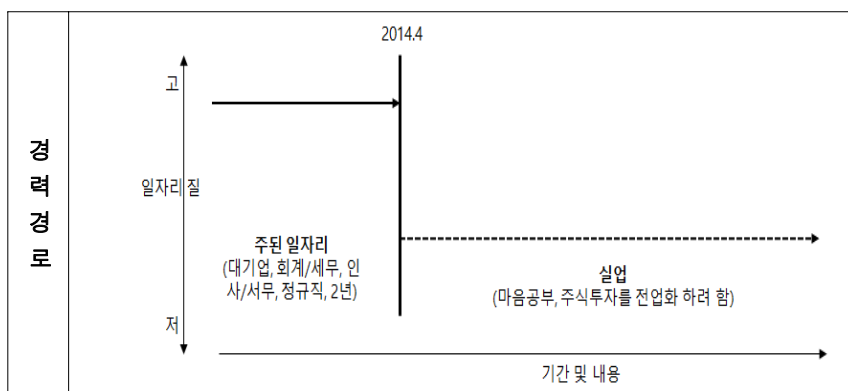 2014.4
고
경
력
경
로
일자리 질
주된 일자리
(대기업, 회계/세무, 인
사/서무, 정규직, 2년)
실업
(마음공부, 주식투자를 전업화 하려 함)
저
기간 및 내용